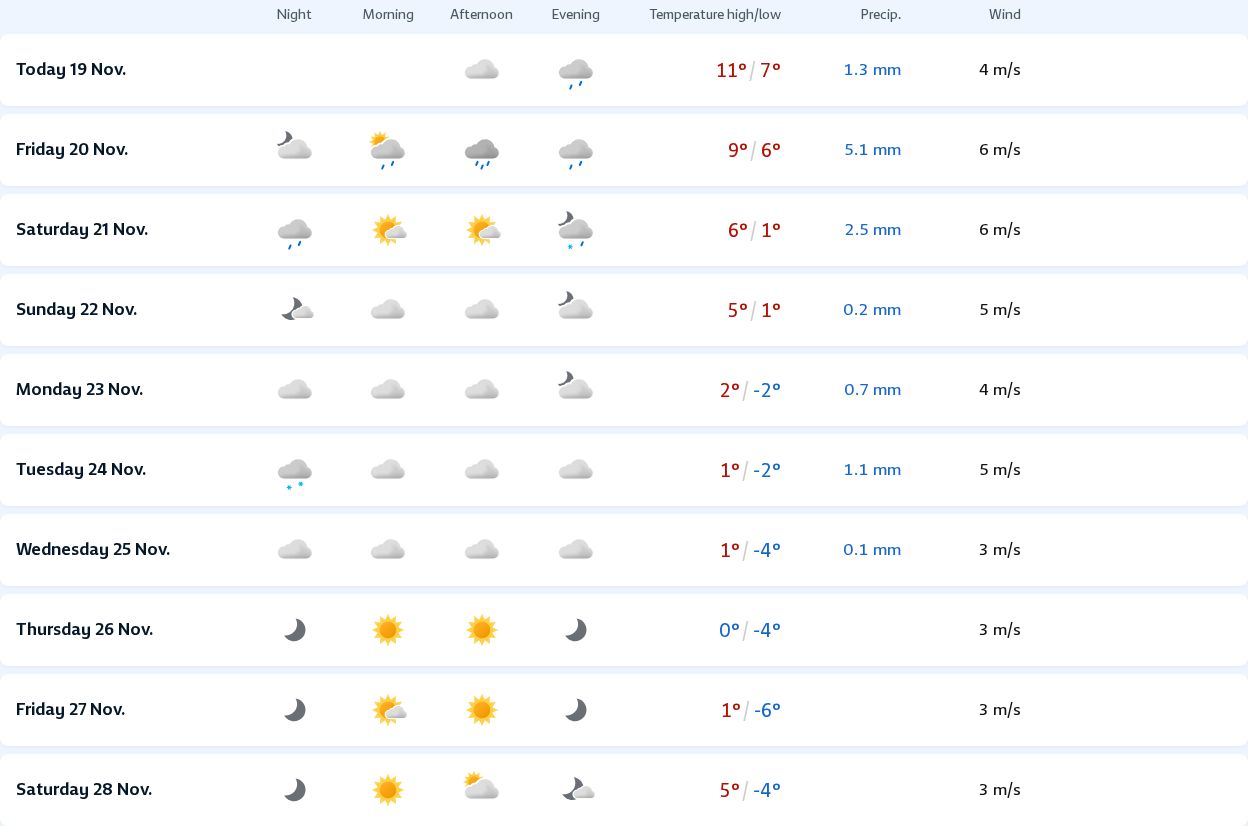 Night Morning Afternoon Evening Temperature high/low Precip. Wind
Today 19 Nov. 11°/7° 1.3 mm 4 m/s
Friday 20 Nov. 9°/6° 5.1 mm 6 m/s
Saturday 21 Nov. 6°/1° 2.5 mm 6 m/s
Sunday 22 Nov. 5°/1° 0.2 mm 5 m/s
Monday 23 Nov. 2°/-2° 0.7 mm 4 m/s
Tuesday 24 Nov. 1°/-2° 1.1 mm 5 m/s
Wednesday 25 Nov. 1°/-4° 0.1 mm 3 m/s
Thursday 26 Nov. 0°/-4° 3 m/s
Friday 27 Nov. 1°/-6° 3 m/s
Saturday 28 Nov. 5°/-4° 3 m/s